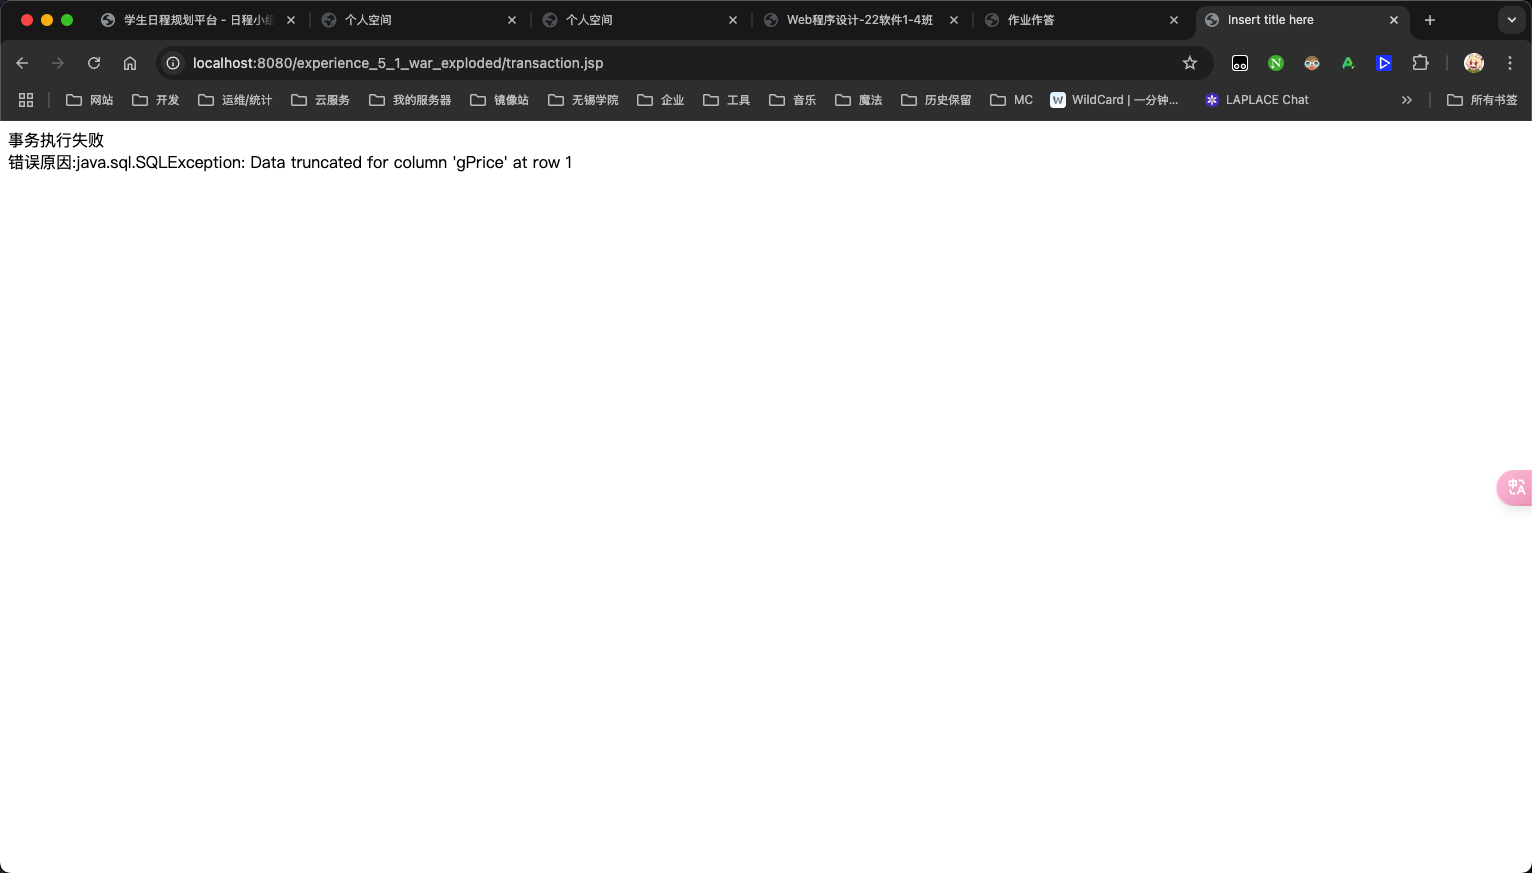 学生日程规划平台 - 日程小组
个人空间
个人空间
Web程序设计-22软件1-4班
作业作答
Insert title here
localhost:8080/experience_5_1_war_exploded/transaction.jsp
网站
开发
运维/统计
云服务
我的服务器
镜像站
无锡学院
企业
工具
音乐
魔法
历史保留
MC
W WildCard | 一分钟...
LAPLACE Chat
所有书签
事务执行失败
错误原因:java.sql.SQLException: Data truncated for column 'gPrice' at row 1